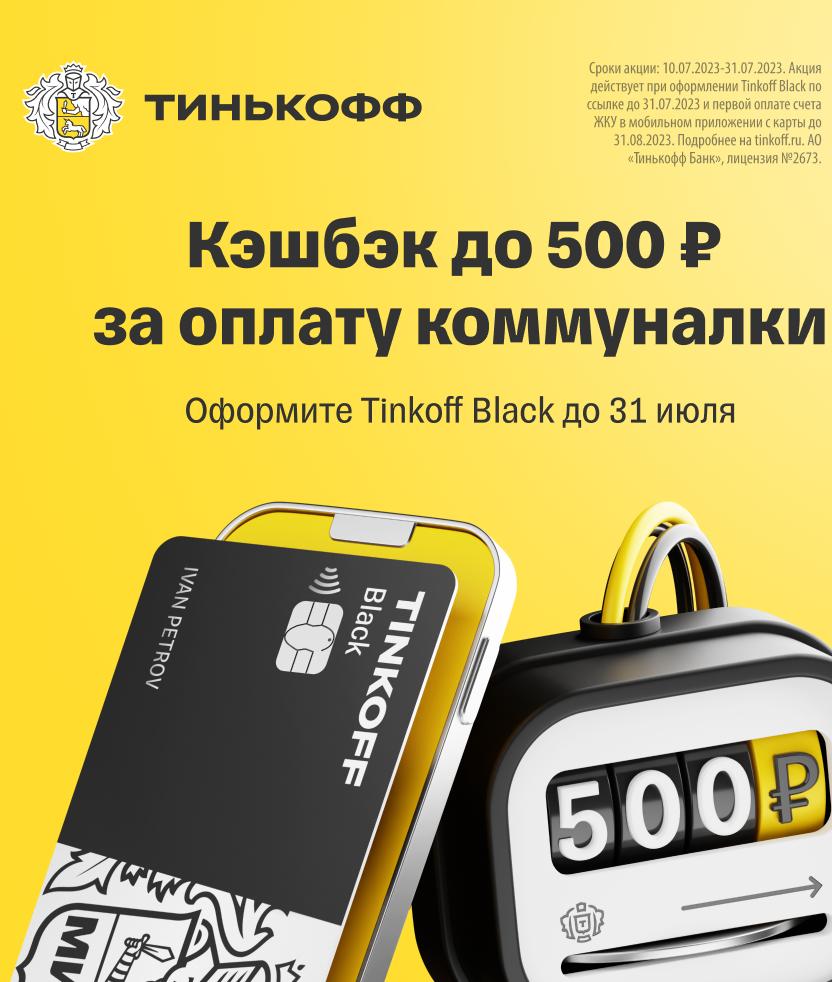 ТИНЬКОФФ
Сроки акции: 10.07.2023-31.07.2023. Акция
действует при оформлении Tinkoff Black по
ссылке до 31.07.2023 и первой оплате счета
ЖКУ в мобильном приложении с карты до
31.08.2023. Подробнее на tinkoff.ru. АО
«Тинькофф Банк», лицензия №2673.
Кэшбэк до 500 ₽
за оплату коммуналки
Оформите Tinkoff Black до 31 июля
TINKOFF
Black
IVAN PETROV
500₽